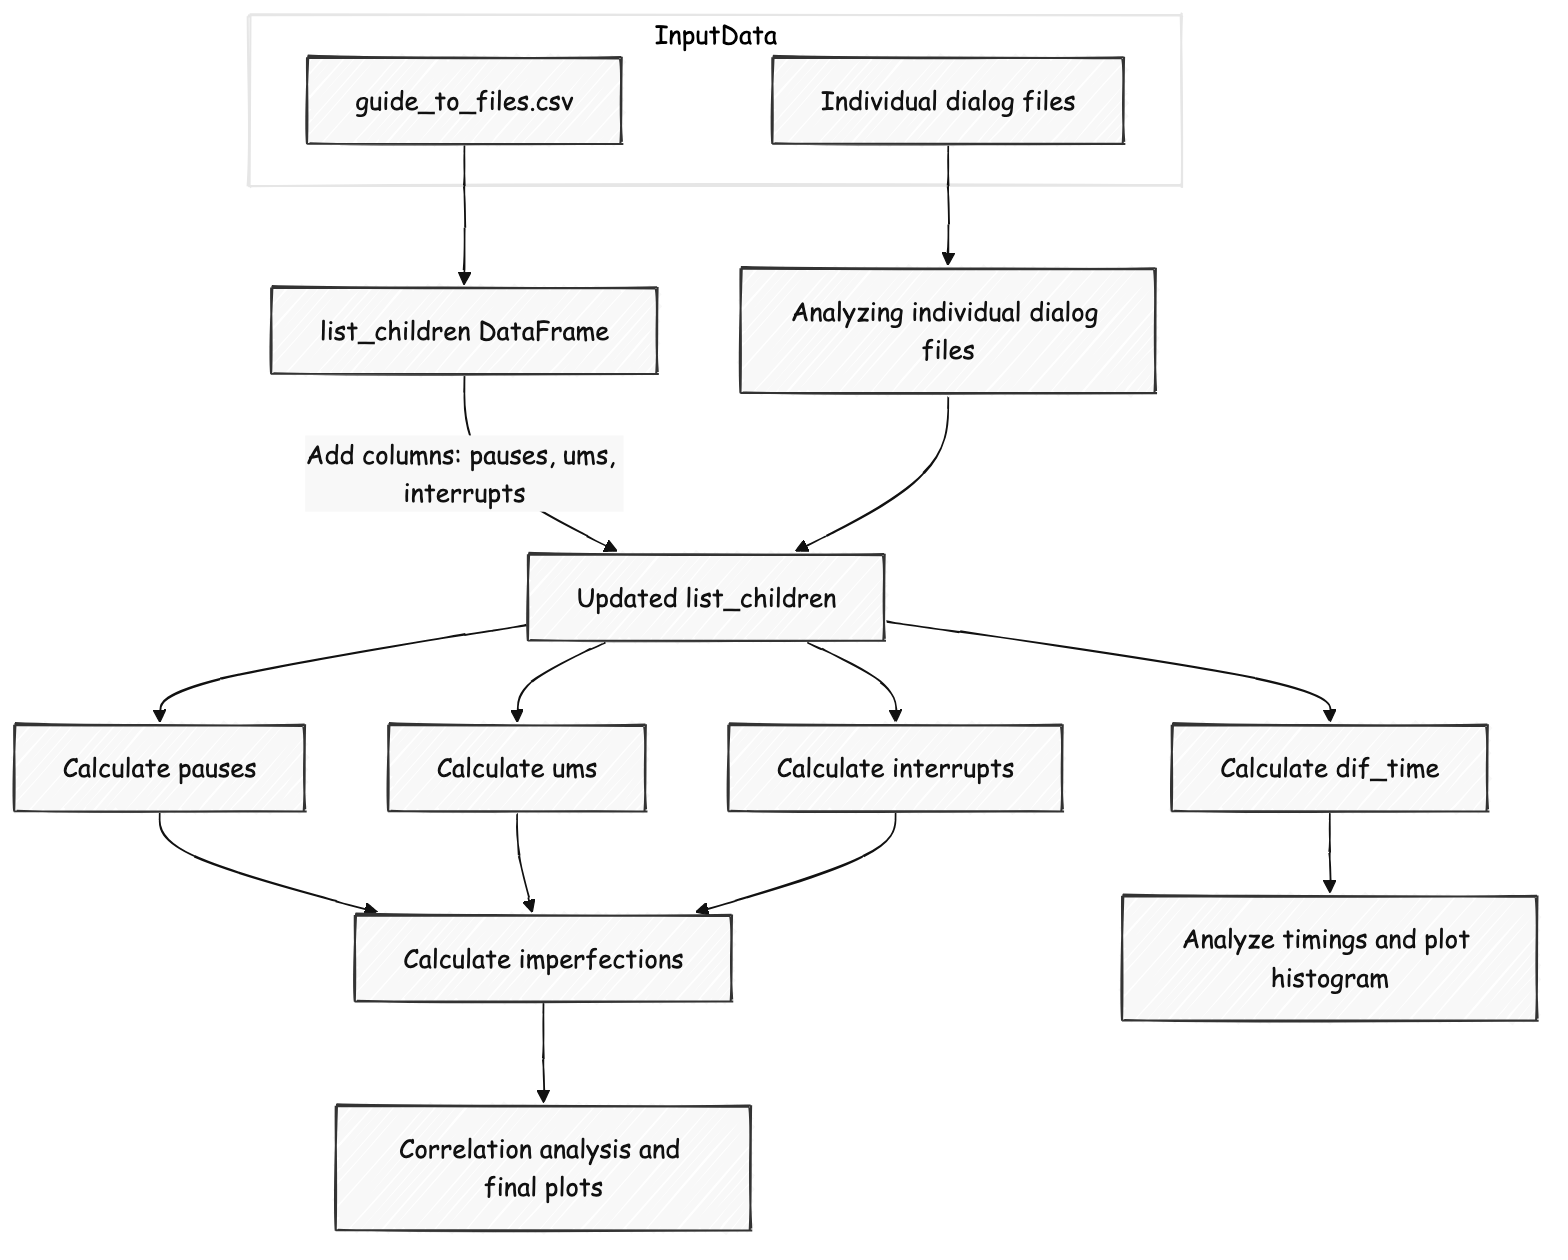 InputData
guide_to_files.csv
Individual dialog files
list_children DataFrame
Analyzing individual dialog
files
Add columns: pauses, ums,
interrupts
Updated list_children
Calculate pauses
Calculate ums
Calculate interrupts
Calculate dif_time
Calculate imperfections
Analyze timings and plot
histogram
Correlation analysis and
final plots